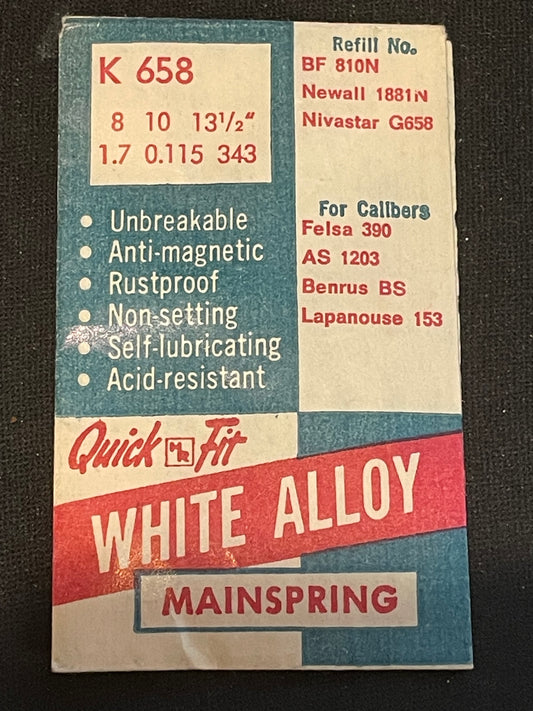 K 658
8 10 13½"
1.7 0.115 343
• Unbreakable
• Anti-magnetic
• Rustproof
• Non-setting
• Self-lubricating
• Acid-resistant
Refill No.
BF 810N
Newall 1881N
Nivastar G658
For Calibers
Felsa 390
AS 1203
Benrus BS
Lapanouse 153
Quick MR Fit
WHITE ALLOY
MAINSPRING